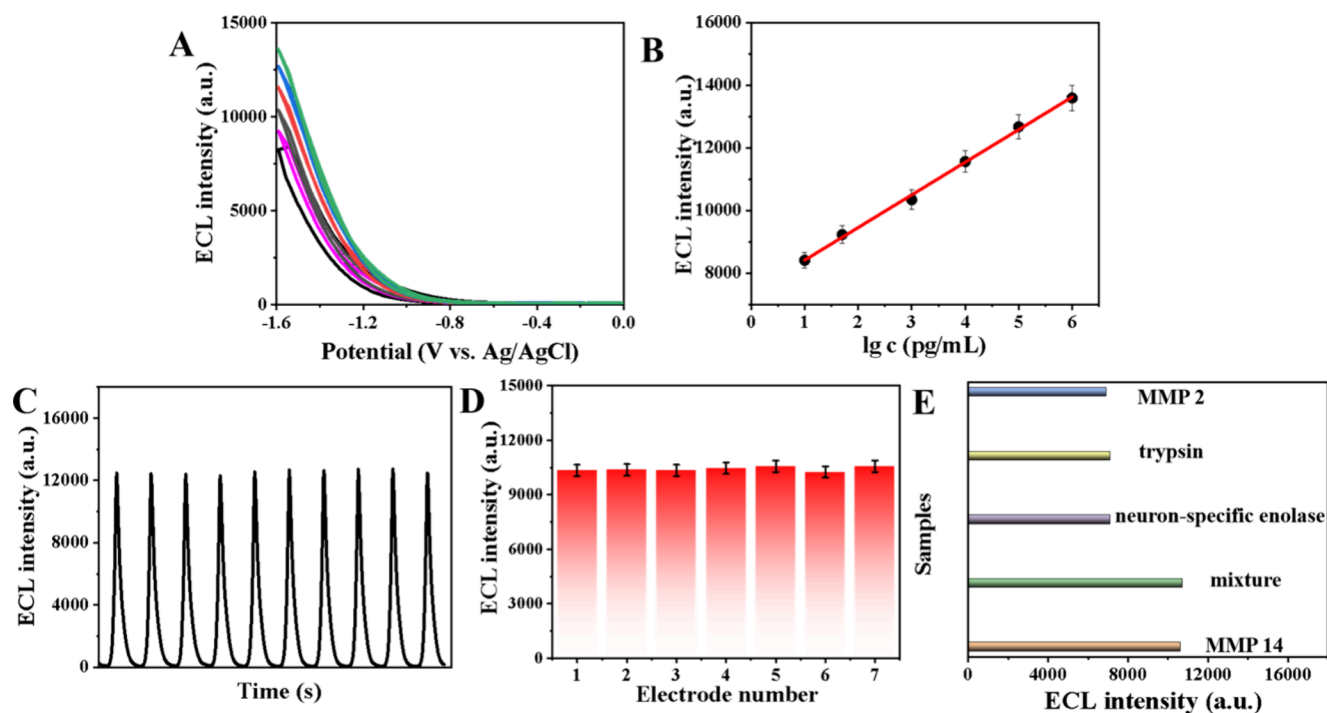 A
ECL intensity (a.u.)
15000
10000
5000
0
-1.6
-1.2
-0.8
-0.4
0.0
Potential (V vs. Ag/AgCl)
B
ECL intensity (a.u.)
16000
14000
12000
10000
8000
0
1
2
3
4
5
6
lg c (pg/mL)
C
ECL intensity (a.u.)
16000
12000
8000
4000
0
Time (s)
D
ECL intensity (a.u.)
15000
12000
9000
6000
3000
0
1
2
3
4
5
6
7
Electrode number
E
Samples
MMP 2
trypsin
neuron-specific enolase
mixture
MMP 14
0
4000
8000
12000
16000
ECL intensity (a.u.)